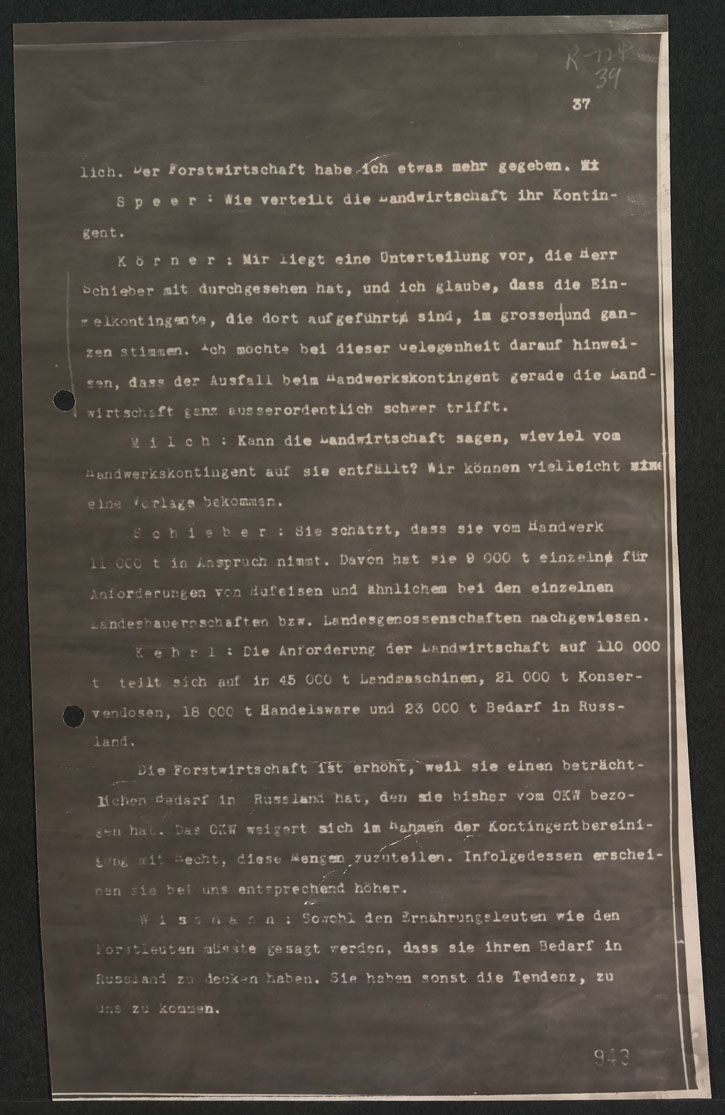 R-124
39
37
lich. Der Forstwirtschaft habe ich etwas mehr gegeben. Mi
S p e e r : Wie verteilt die Landwirtschaft ihr Kontin-
gent.
K ö r n e r : Mir liegt eine Unterteilung vor, die Herr
Schieber mit durchgesehen hat, und ich glaube, dass die Ein-
zelkontingente, die dort aufgeführt sind, im grossen und gan-
zen stimmen. Ich möchte bei dieser Gelegenheit darauf hinwei-
sen, dass der Ausfall beim Handwerkskontingent gerade die Land-
wirtschaft ganz ausserordentlich schwer trifft.
M i l c h : Kann die Landwirtschaft sagen, wieviel vom
Handwerkskontingent auf sie entfällt? Wir können vielleicht
eine Vorlage bekommen.
S c h i e b e r : Sie schätzt, dass sie vom Handwerk
11 000 t in Anspruch nimmt. Davon hat sie 9 000 t einzeln für
Anforderungen von Hufeisen und ähnlichem bei den einzelnen
Landesbauernschaften bzw. Landesgenossenschaften nachgewiesen.
K e h r l : Die Anforderung der Landwirtschaft auf 110 000
t teilt sich auf in 45 000 t Landmaschinen, 21 000 t Konser-
vendosen, 18 000 t Handelsware und 23 000 t Bedarf in Russ-
land.
Die Forstwirtschaft ist erhöht, weil sie einen beträcht-
lichen Bedarf in Russland hat, den sie bisher vom OKW bezo-
gen hat. Das OKW weigert sich im Rahmen der Kontingentbereini-
gung mit Recht, diese Mengen zuzuteilen. Infolgedessen erschei-
nen sie bei uns entsprechend höher.
W i s s m a n n : Sowohl den Ernährungsleuten wie den
Forstleuten müsste gesagt werden, dass sie ihren Bedarf in
Russland zu decken haben. Sie haben sonst die Tendenz, zu
uns zu kommen.
943